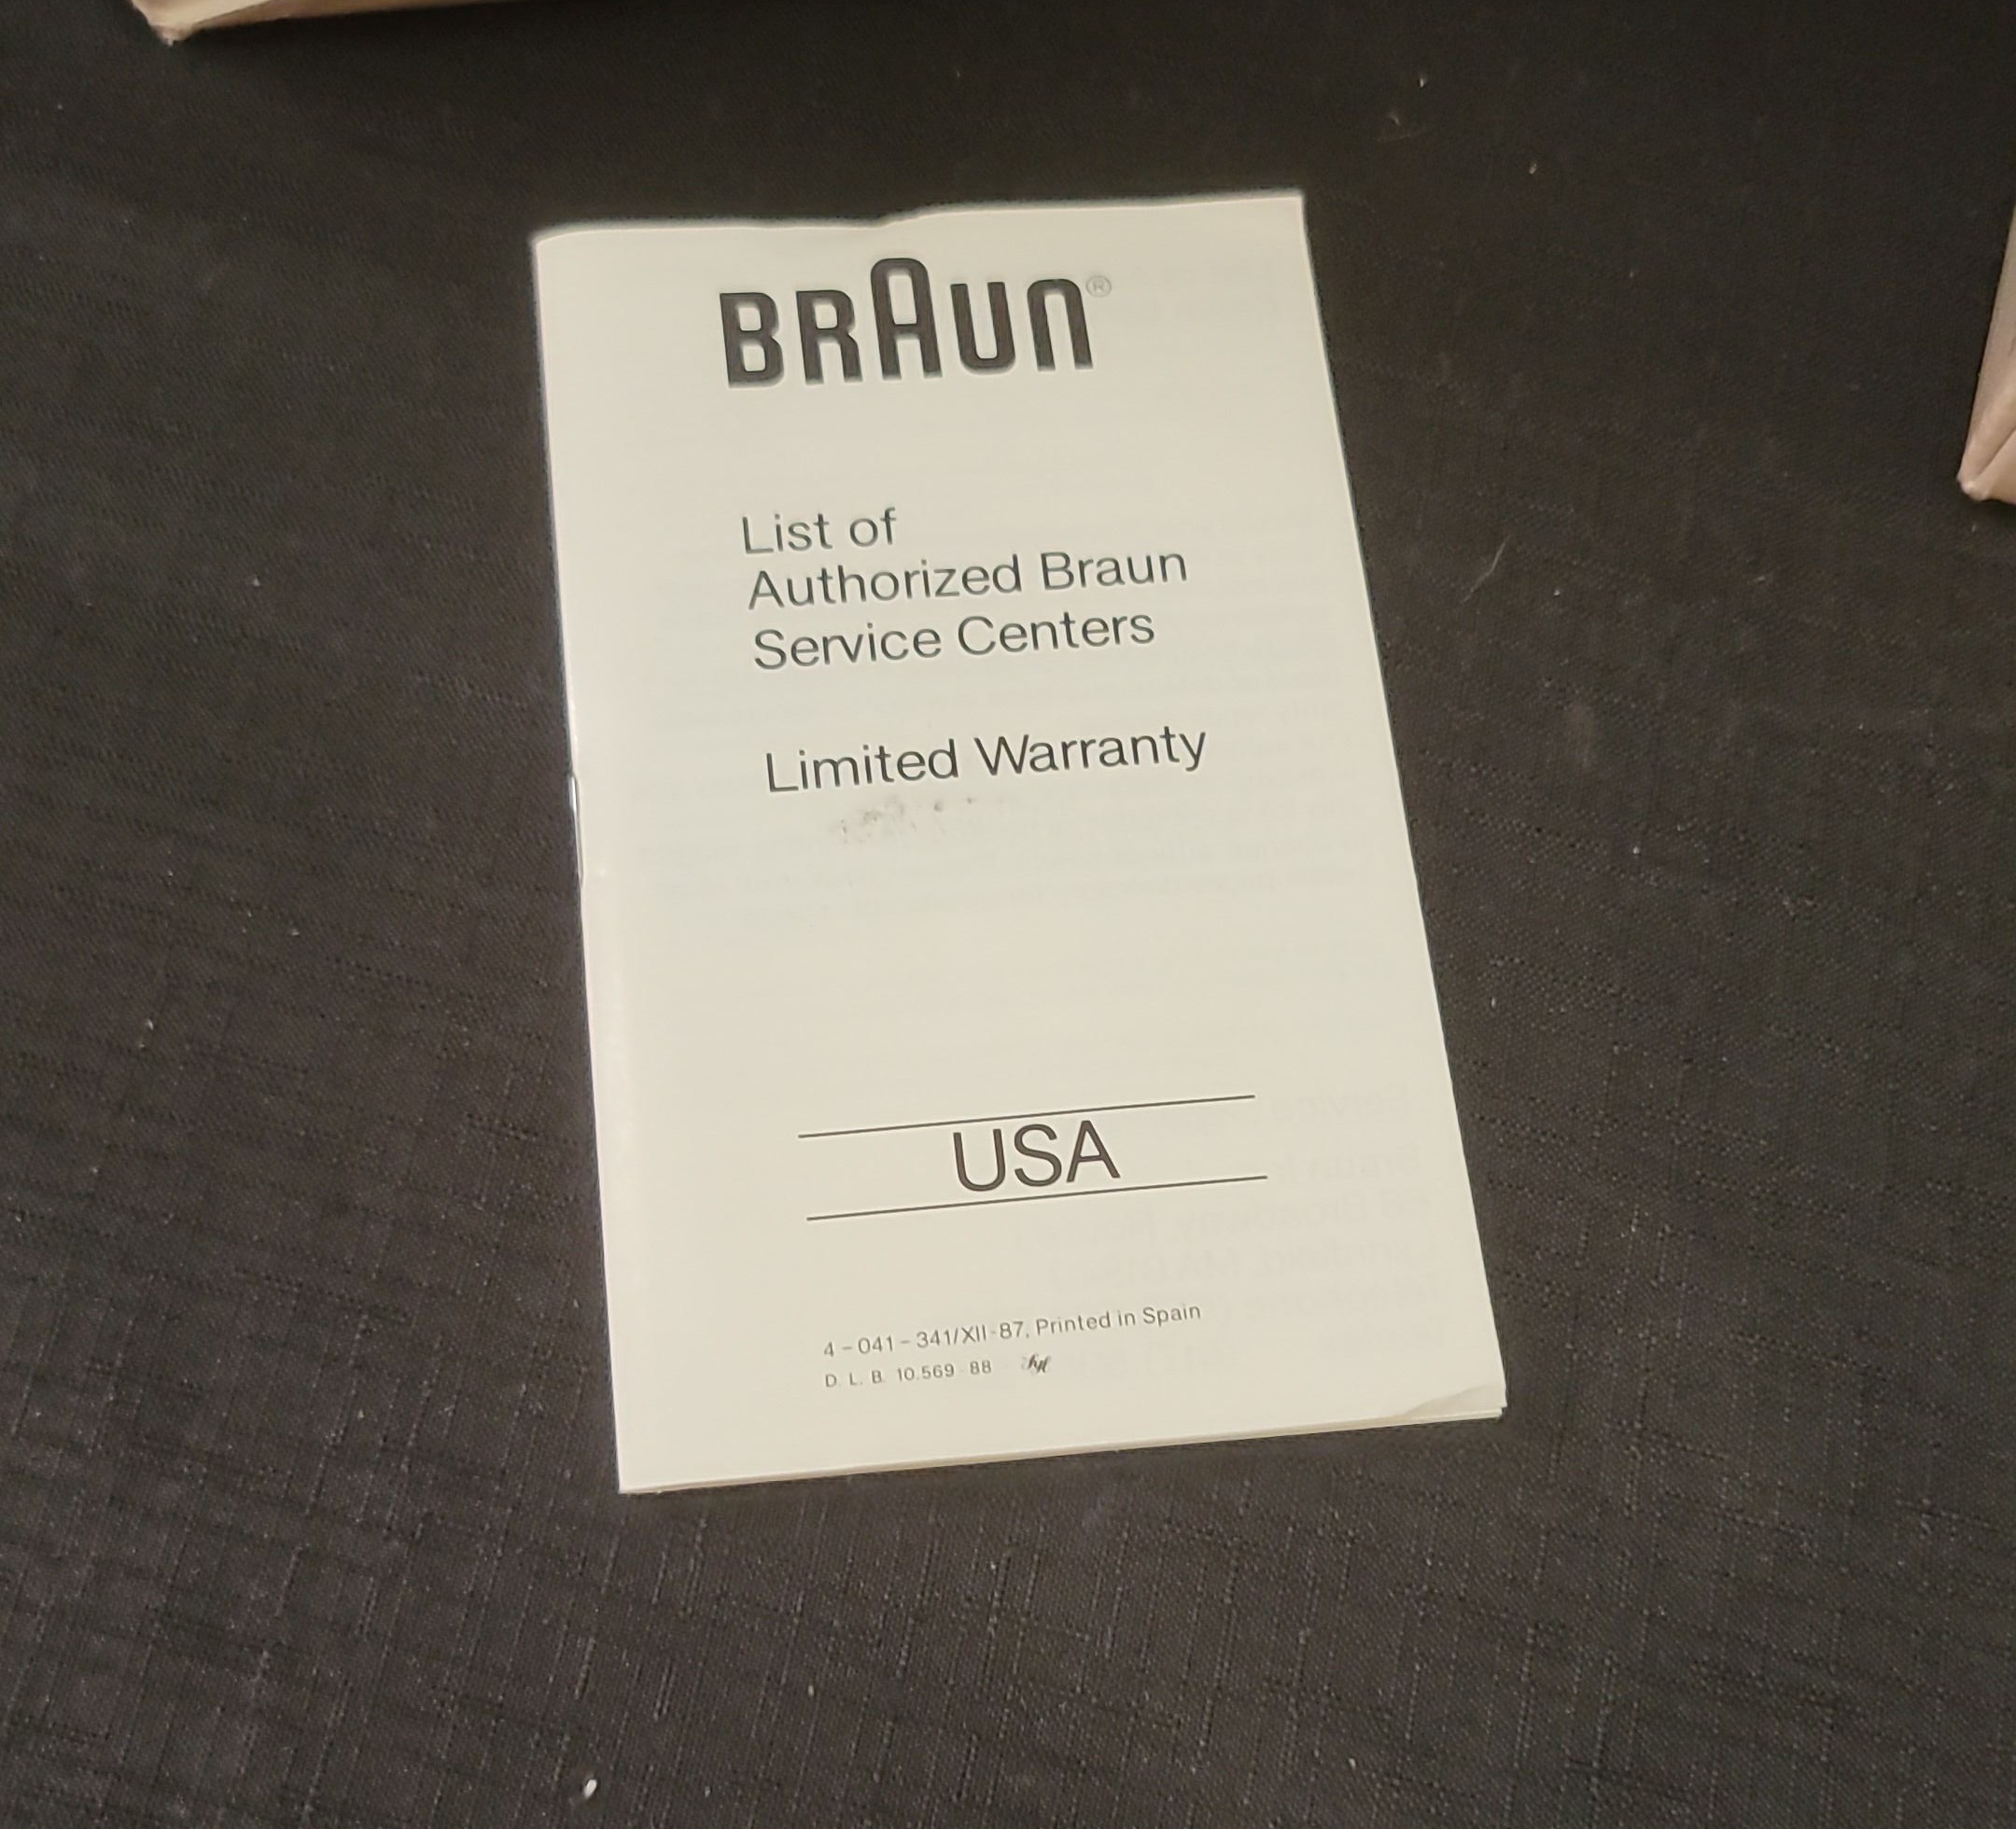 BRAUN®
List of
Authorized Braun
Service Centers
Limited Warranty
USA
4-041-341/XII-87, Printed in Spain
D. L. B. 10.569-88